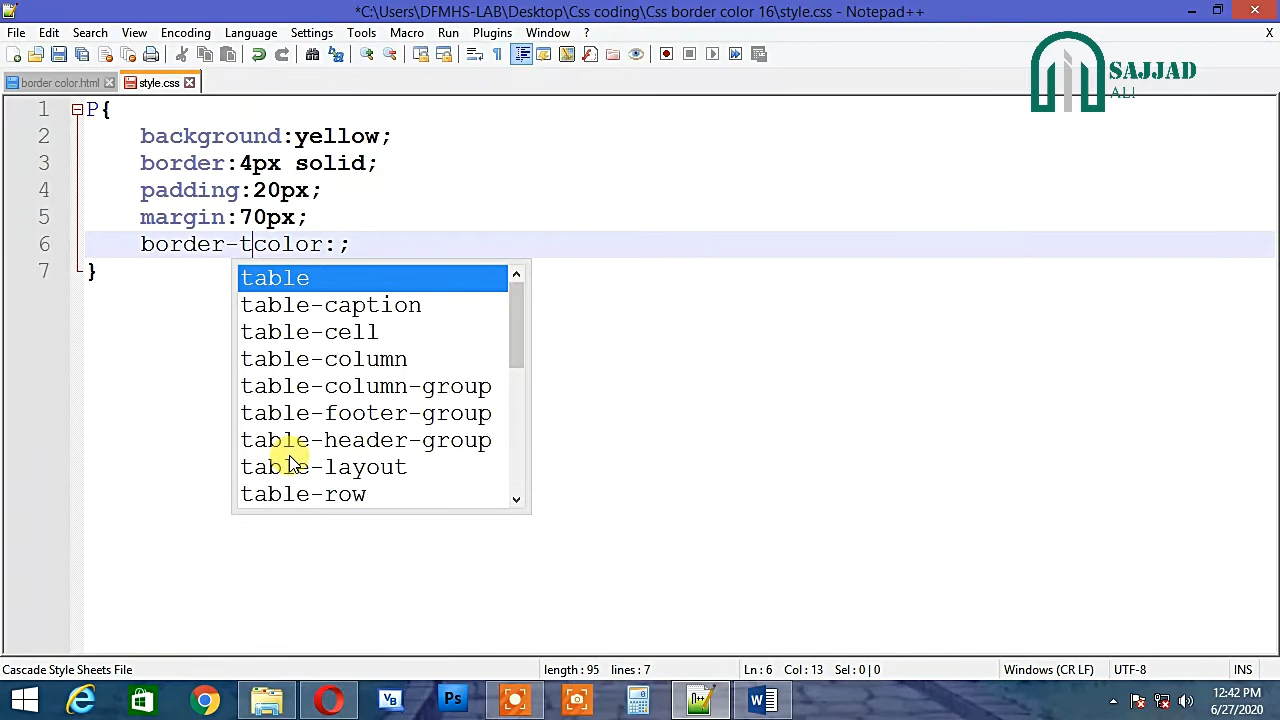 *C:\Users\DFMHS-LAB\Desktop\Css coding\Css border color 16\style.css - Notepad++
X
File Edit Search View Encoding Language Settings Tools Macro Run Plugins Window ? X
border color.html style.css
SAJJAD
ALI
1 P{
2 background:yellow;
3 border:4px solid;
4 padding:20px;
5 margin:70px;
6 border-tcolor:;
7 }
table
table-caption
table-cell
table-column
table-column-group
table-footer-group
table-header-group
table-layout
table-row
Cascade Style Sheets File length : 95 lines : 7 Ln : 6 Col : 13 Sel : 0 | 0 Windows (CR LF) UTF-8 INS
12:42 PM
6/27/2020